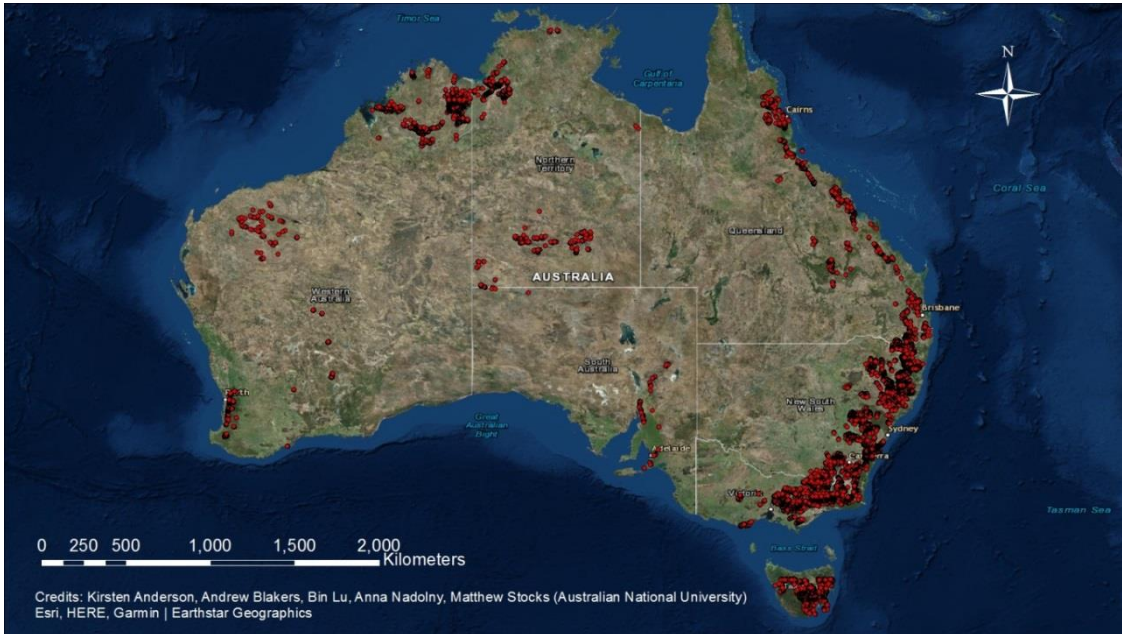 Timor Sea
N
Gulf of
Carpentaria
Cairns
Northern
Territory
Coral Sea
Queensland
AUSTRALIA
Western
Australia
Brisbane
South
Australia
New South
Wales
Great
Australian
Bight
Sydney
delaide
Victoria
Tasman Sea
Bass Strait
0 250 500 1,000 1,500 2,000
Kilometers
Credits: Kirsten Anderson, Andrew Blakers, Bin Lu, Anna Nadolny, Matthew Stocks (Australian National University)
Esri, HERE, Garmin | Earthstar Geographics